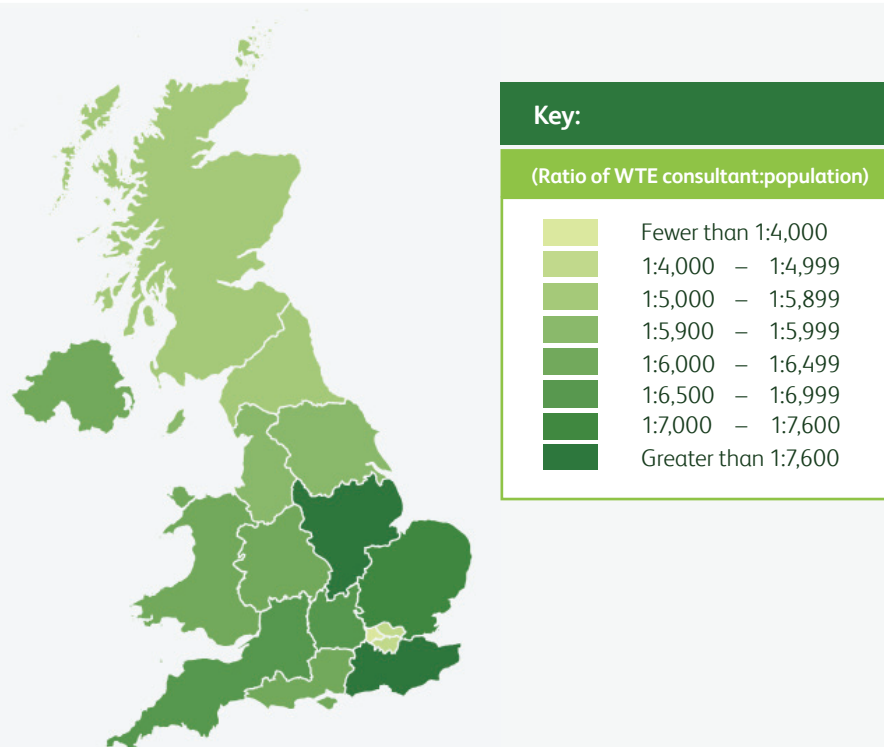 Key:
(Ratio of WTE consultant:population)
Fewer than 1:4,000
1:4,000 – 1:4,999
1:5,000 – 1:5,899
1:5,900 – 1:5,999
1:6,000 – 1:6,499
1:6,500 – 1:6,999
1:7,000 – 1:7,600
Greater than 1:7,600